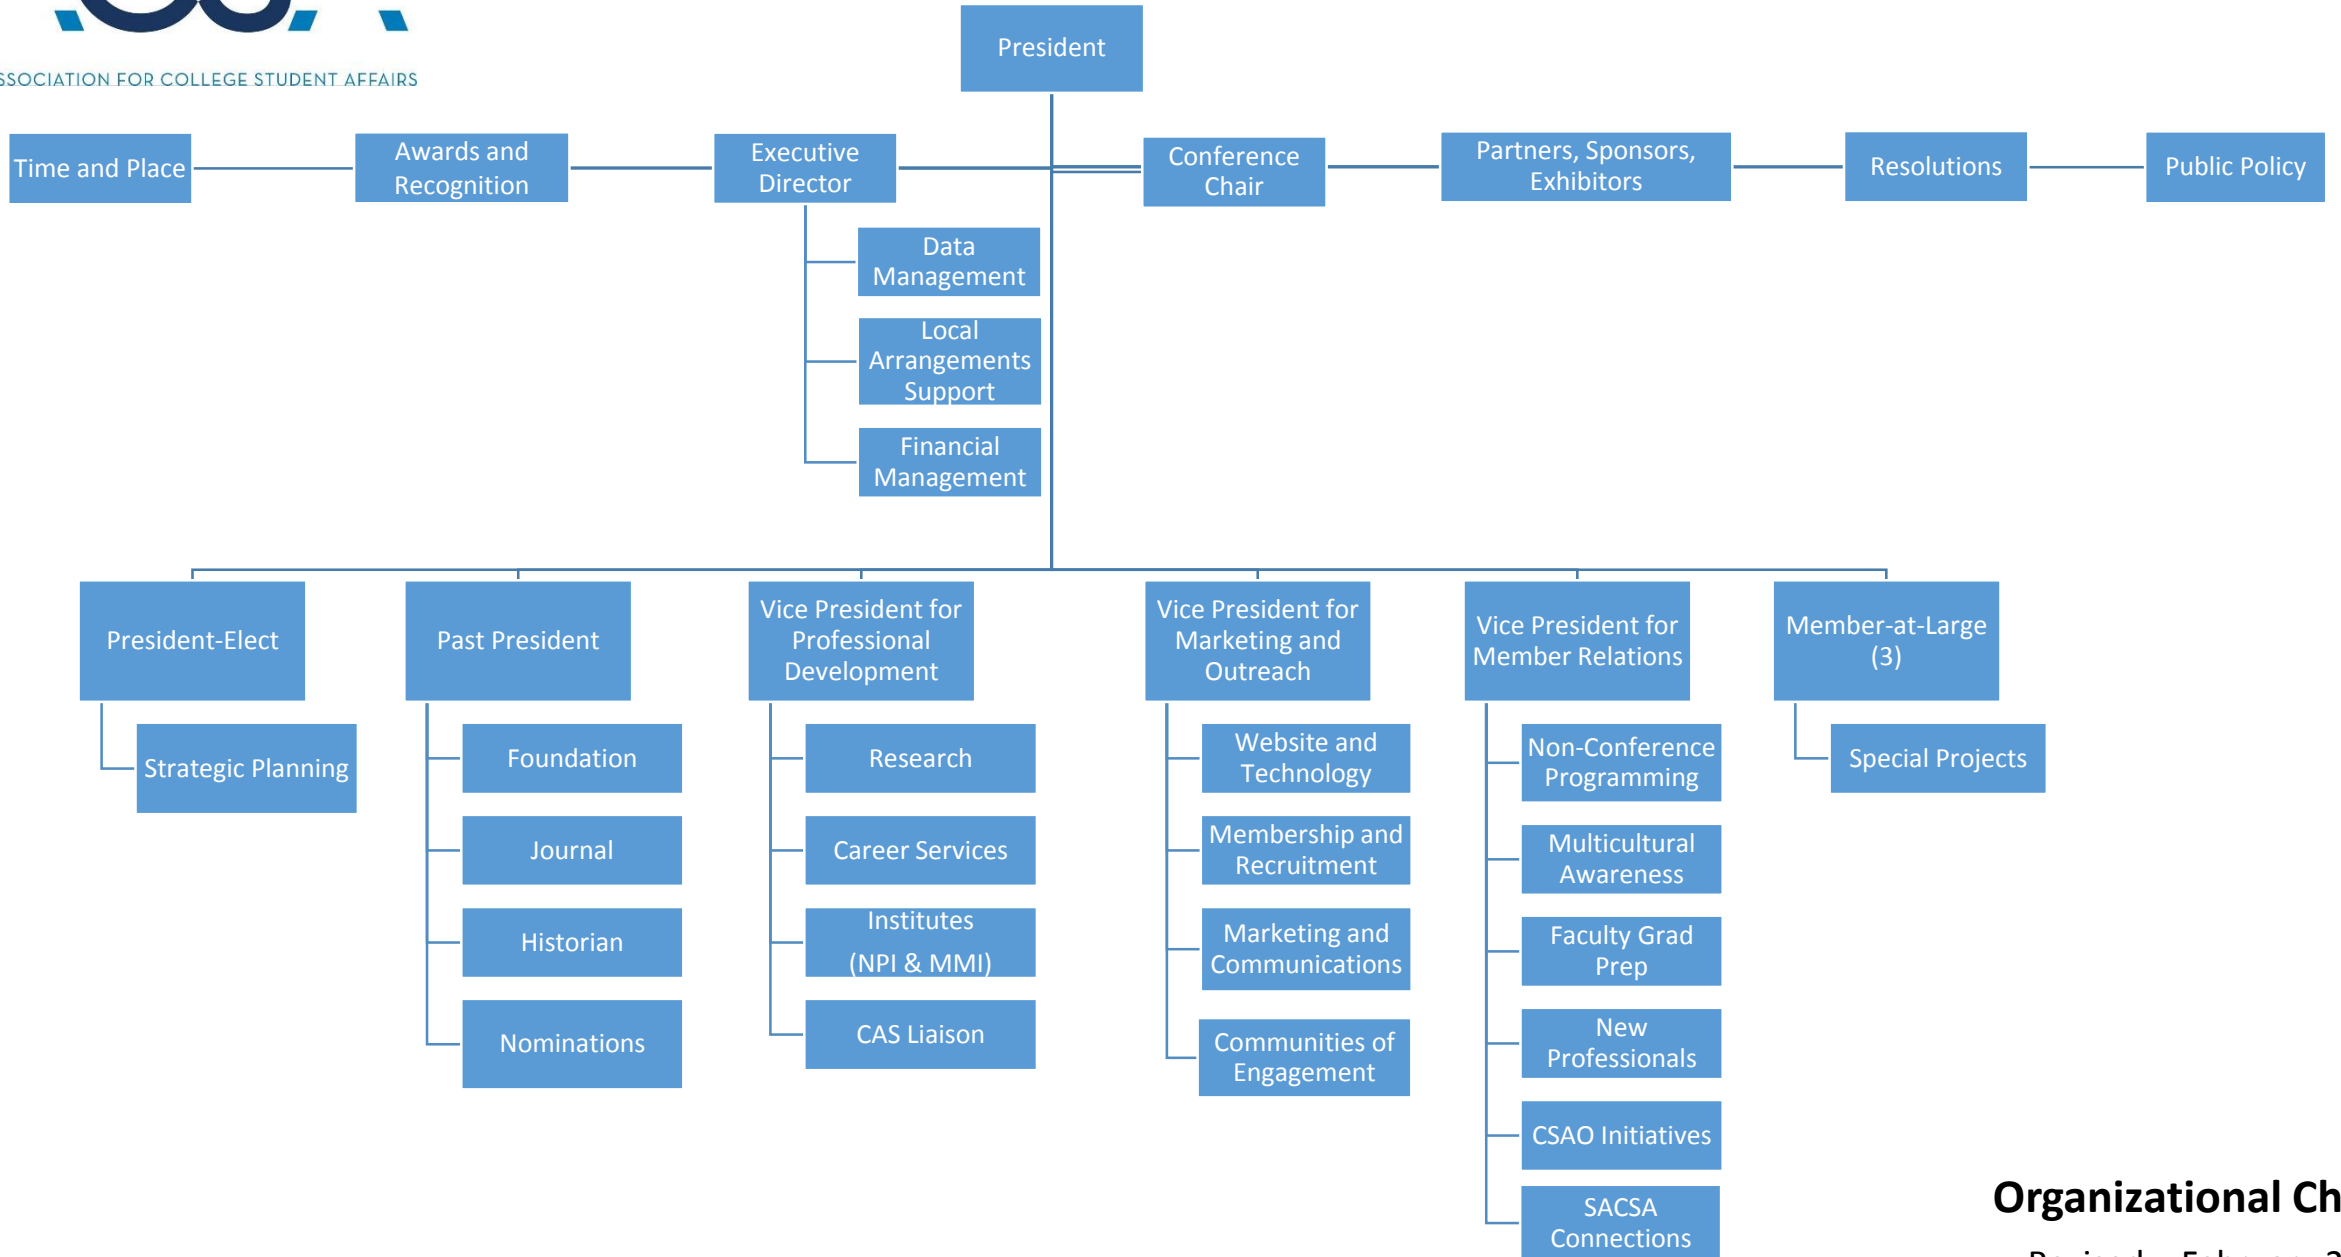 ASSOCIATION FOR COLLEGE STUDENT AFFAIRS
President
Time and Place
Awards and
Recognition
Executive
Director
Conference
Chair
Partners, Sponsors,
Exhibitors
Resolutions
Public Policy
Data
Management
Local
Arrangements
Support
Financial
Management
President-Elect
Strategic Planning
Past President
Foundation
Journal
Historian
Nominations
Vice President for
Professional
Development
Research
Career Services
Institutes
(NPI & MMI)
CAS Liaison
Vice President for
Marketing and
Outreach
Website and
Technology
Membership and
Recruitment
Marketing and
Communications
Communities of
Engagement
Vice President for
Member Relations
Non-Conference
Programming
Multicultural
Awareness
Faculty Grad
Prep
New
Professionals
CSAO Initiatives
SACSA
Connections
Member-at-Large
(3)
Special Projects
Organizational Ch